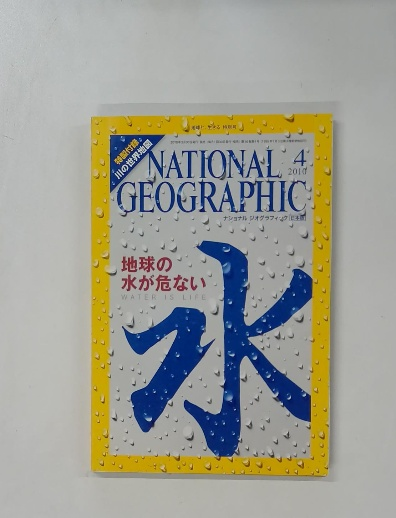 特製付録
川の世界地図
NATIONAL
GEOGRAPHIC
4
2010
ナショナル ジオグラフィック[日本版]
地球の
水が危ない
WATER IS LIFE
水